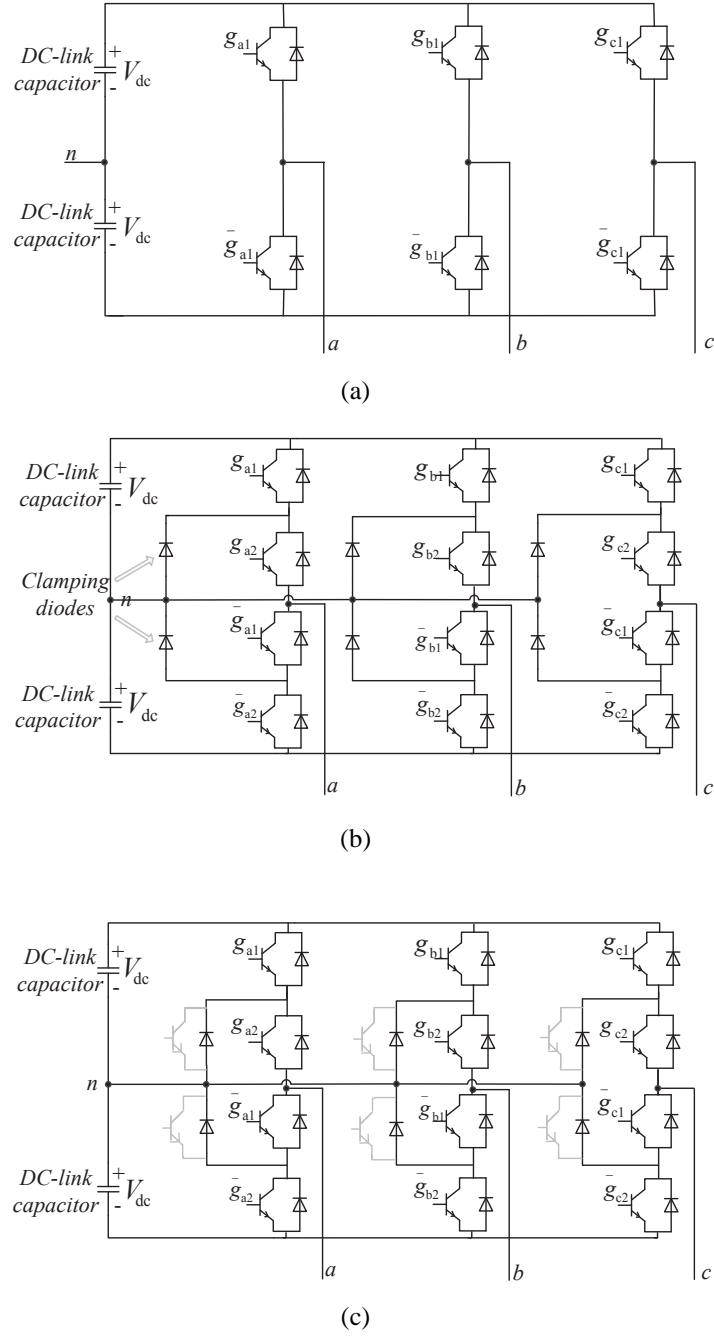 DC-link
capacitor
+
-
V_dc
g_a1
g_b1
g_c1
n
DC-link
capacitor
+
-
V_dc
ḡ_a1
ḡ_b1
ḡ_c1
a
b
c
(a)
DC-link
capacitor
+
-
V_dc
g_a1
g_b1
g_c1
g_a2
g_b2
g_c2
Clamping
diodes
n
ḡ_a1
ḡ_b1
ḡ_c1
DC-link
capacitor
+
-
V_dc
ḡ_a2
ḡ_b2
ḡ_c2
a
b
c
(b)
DC-link
capacitor
+
-
V_dc
g_a1
g_b1
g_c1
g_a2
g_b2
g_c2
n
ḡ_a1
ḡ_b1
ḡ_c1
DC-link
capacitor
+
-
V_dc
ḡ_a2
ḡ_b2
ḡ_c2
a
b
c
(c)